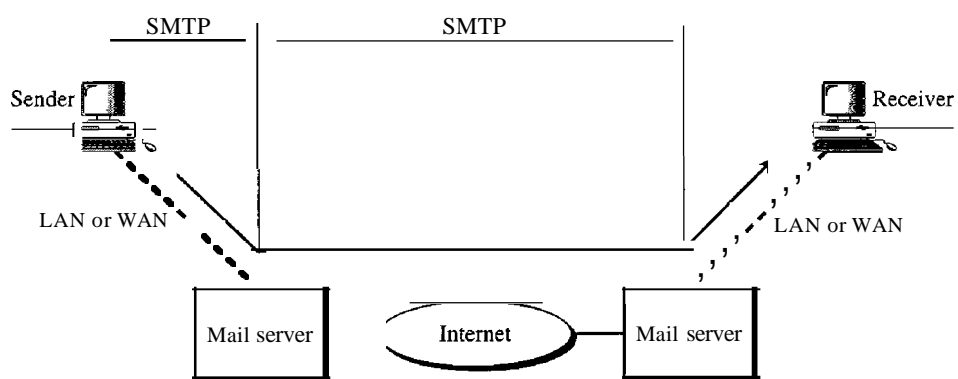 SMTP
SMTP
Sender
Receiver
LAN or WAN
LAN or WAN
Mail server
Internet
Mail server